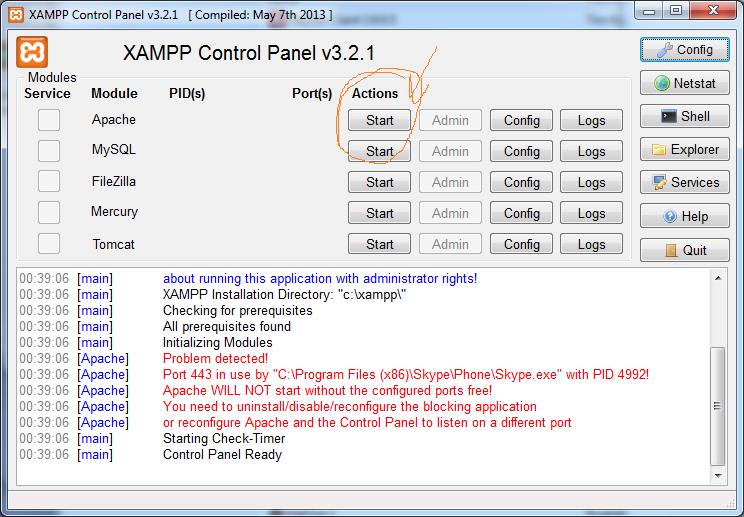 XAMPP Control Panel v3.2.1 [ Compiled: May 7th 2013 ]
XAMPP Control Panel v3.2.1
Config
Modules
Service Module PID(s) Port(s) Actions
Netstat
Apache Start Admin Config Logs
Shell
MySQL Start Admin Config Logs
Explorer
FileZilla Start Admin Config Logs
Services
Mercury Start Admin Config Logs
Help
Tomcat Start Admin Config Logs
Quit
00:39:06 [main] about running this application with administrator rights!
00:39:06 [main] XAMPP Installation Directory: "c:\xampp\"
00:39:06 [main] Checking for prerequisites
00:39:06 [main] All prerequisites found
00:39:06 [main] Initializing Modules
00:39:06 [Apache] Problem detected!
00:39:06 [Apache] Port 443 in use by "C:\Program Files (x86)\Skype\Phone\Skype.exe" with PID 4992!
00:39:06 [Apache] Apache WILL NOT start without the configured ports free!
00:39:06 [Apache] You need to uninstall/disable/reconfigure the blocking application
00:39:06 [Apache] or reconfigure Apache and the Control Panel to listen on a different port
00:39:06 [main] Starting Check-Timer
00:39:06 [main] Control Panel Ready